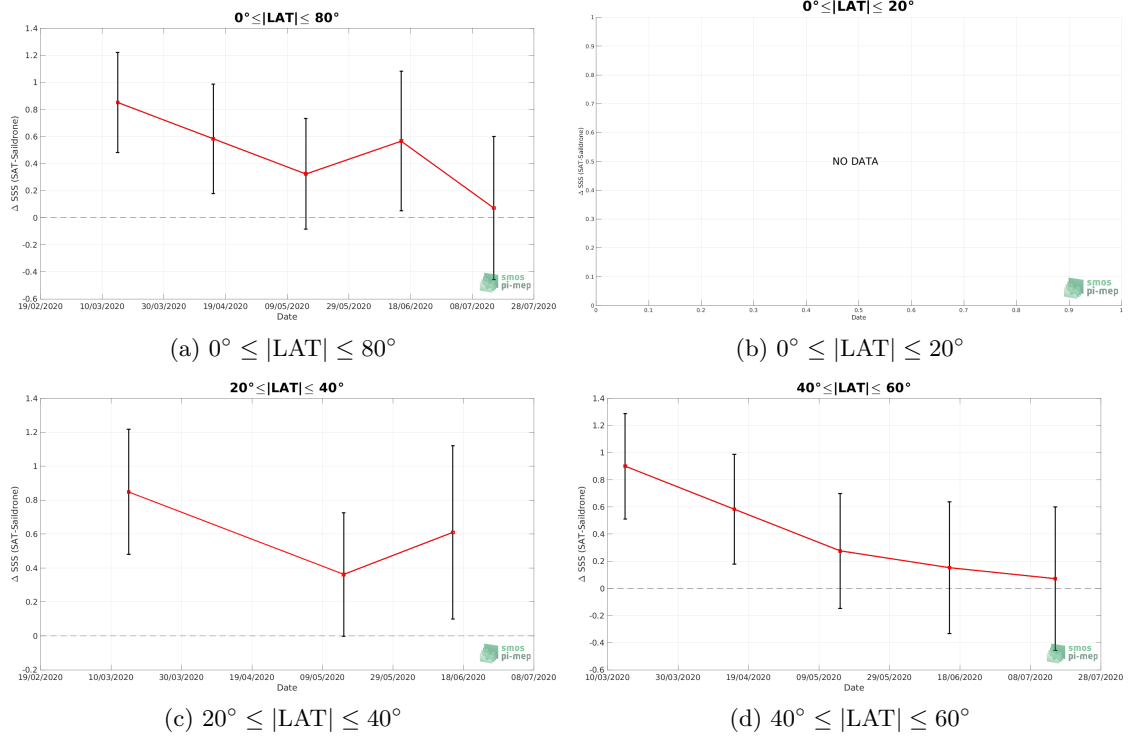 0°≤|LAT|≤ 80°
1.4
1.2
1
0.8
0.6
0.4
0.2
0
-0.2
-0.4
-0.6
Δ SSS (SAT-Saildrone)
19/02/2020 10/03/2020 30/03/2020 19/04/2020 09/05/2020 29/05/2020 18/06/2020 08/07/2020 28/07/2020
Date
smos
pi-mep
(a) 0° ≤ |LAT| ≤ 80°
0°≤|LAT|≤ 20°
1
0.9
0.8
0.7
0.6
0.5
0.4
0.3
0.2
0.1
0
Δ SSS (SAT-Saildrone)
NO DATA
0 0.1 0.2 0.3 0.4 0.5 0.6 0.7 0.8 0.9 1
Date
smos
pi-mep
(b) 0° ≤ |LAT| ≤ 20°
20°≤|LAT|≤ 40°
1.4
1.2
1
0.8
0.6
0.4
0.2
0
-0.2
Δ SSS (SAT-Saildrone)
19/02/2020 10/03/2020 30/03/2020 19/04/2020 09/05/2020 29/05/2020 18/06/2020 08/07/2020
Date
smos
pi-mep
(c) 20° ≤ |LAT| ≤ 40°
40°≤|LAT|≤ 60°
1.4
1.2
1
0.8
0.6
0.4
0.2
0
-0.2
-0.4
-0.6
Δ SSS (SAT-Saildrone)
10/03/2020 30/03/2020 19/04/2020 09/05/2020 29/05/2020 18/06/2020 08/07/2020 28/07/2020
Date
smos
pi-mep
(d) 40° ≤ |LAT| ≤ 60°